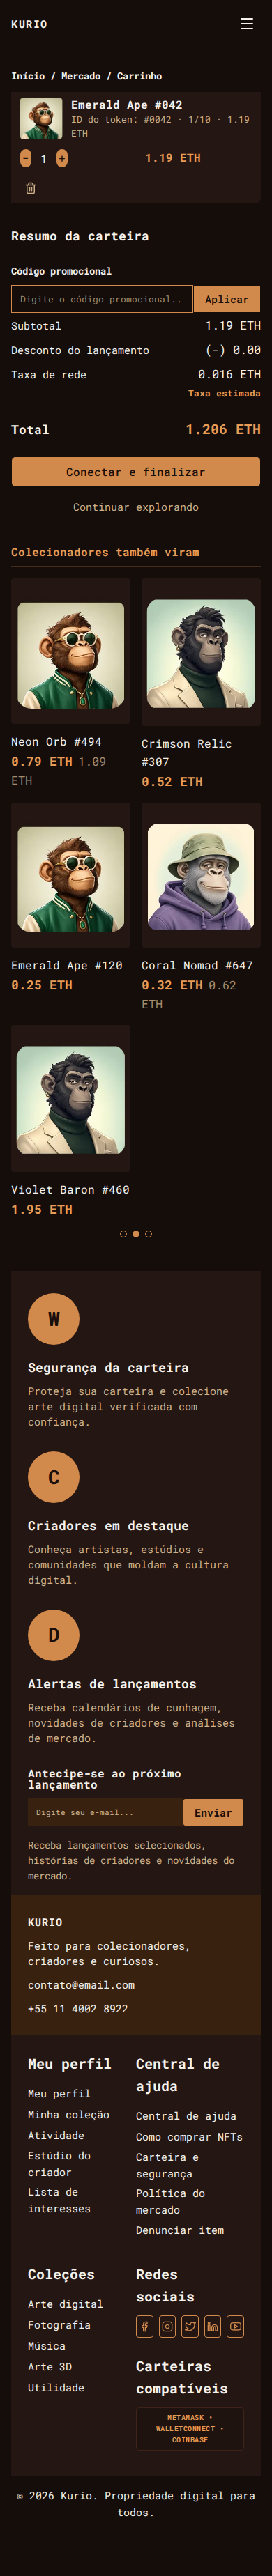 KURIO
Início / Mercado / Carrinho
Emerald Ape #042
ID do token: #0042 · 1/10 · 1.19
ETH
− 1 + 1.19 ETH
Resumo da carteira
Código promocional
Digite o código promocional.. Aplicar
Subtotal 1.19 ETH
Desconto do lançamento (-) 0.00
Taxa de rede 0.016 ETH
Taxa estimada
Total 1.206 ETH
Conectar e finalizar
Continuar explorando
Colecionadores também viram
Neon Orb #494
0.79 ETH 1.09
ETH
Crimson Relic
#307
0.52 ETH
Emerald Ape #120
0.25 ETH
Coral Nomad #647
0.32 ETH 0.62
ETH
Violet Baron #460
1.95 ETH
W
Segurança da carteira
Proteja sua carteira e colecione
arte digital verificada com
confiança.
C
Criadores em destaque
Conheça artistas, estúdios e
comunidades que moldam a cultura
digital.
D
Alertas de lançamentos
Receba calendários de cunhagem,
novidades de criadores e análises
de mercado.
Antecipe-se ao próximo
lançamento
Digite seu e-mail... Enviar
Receba lançamentos selecionados,
histórias de criadores e novidades do
mercado.
KURIO
Feito para colecionadores,
criadores e curiosos.
contato@email.com
+55 11 4002 8922
Meu perfil
Meu perfil
Minha coleção
Atividade
Estúdio do
criador
Lista de
interesses
Central de
ajuda
Central de ajuda
Como comprar NFTs
Carteira e
segurança
Política do
mercado
Denunciar item
Coleções
Arte digital
Fotografia
Música
Arte 3D
Utilidade
Redes
sociais
Carteiras
compatíveis
METAMASK •
WALLETCONNECT •
COINBASE
© 2026 Kurio. Propriedade digital para
todos.